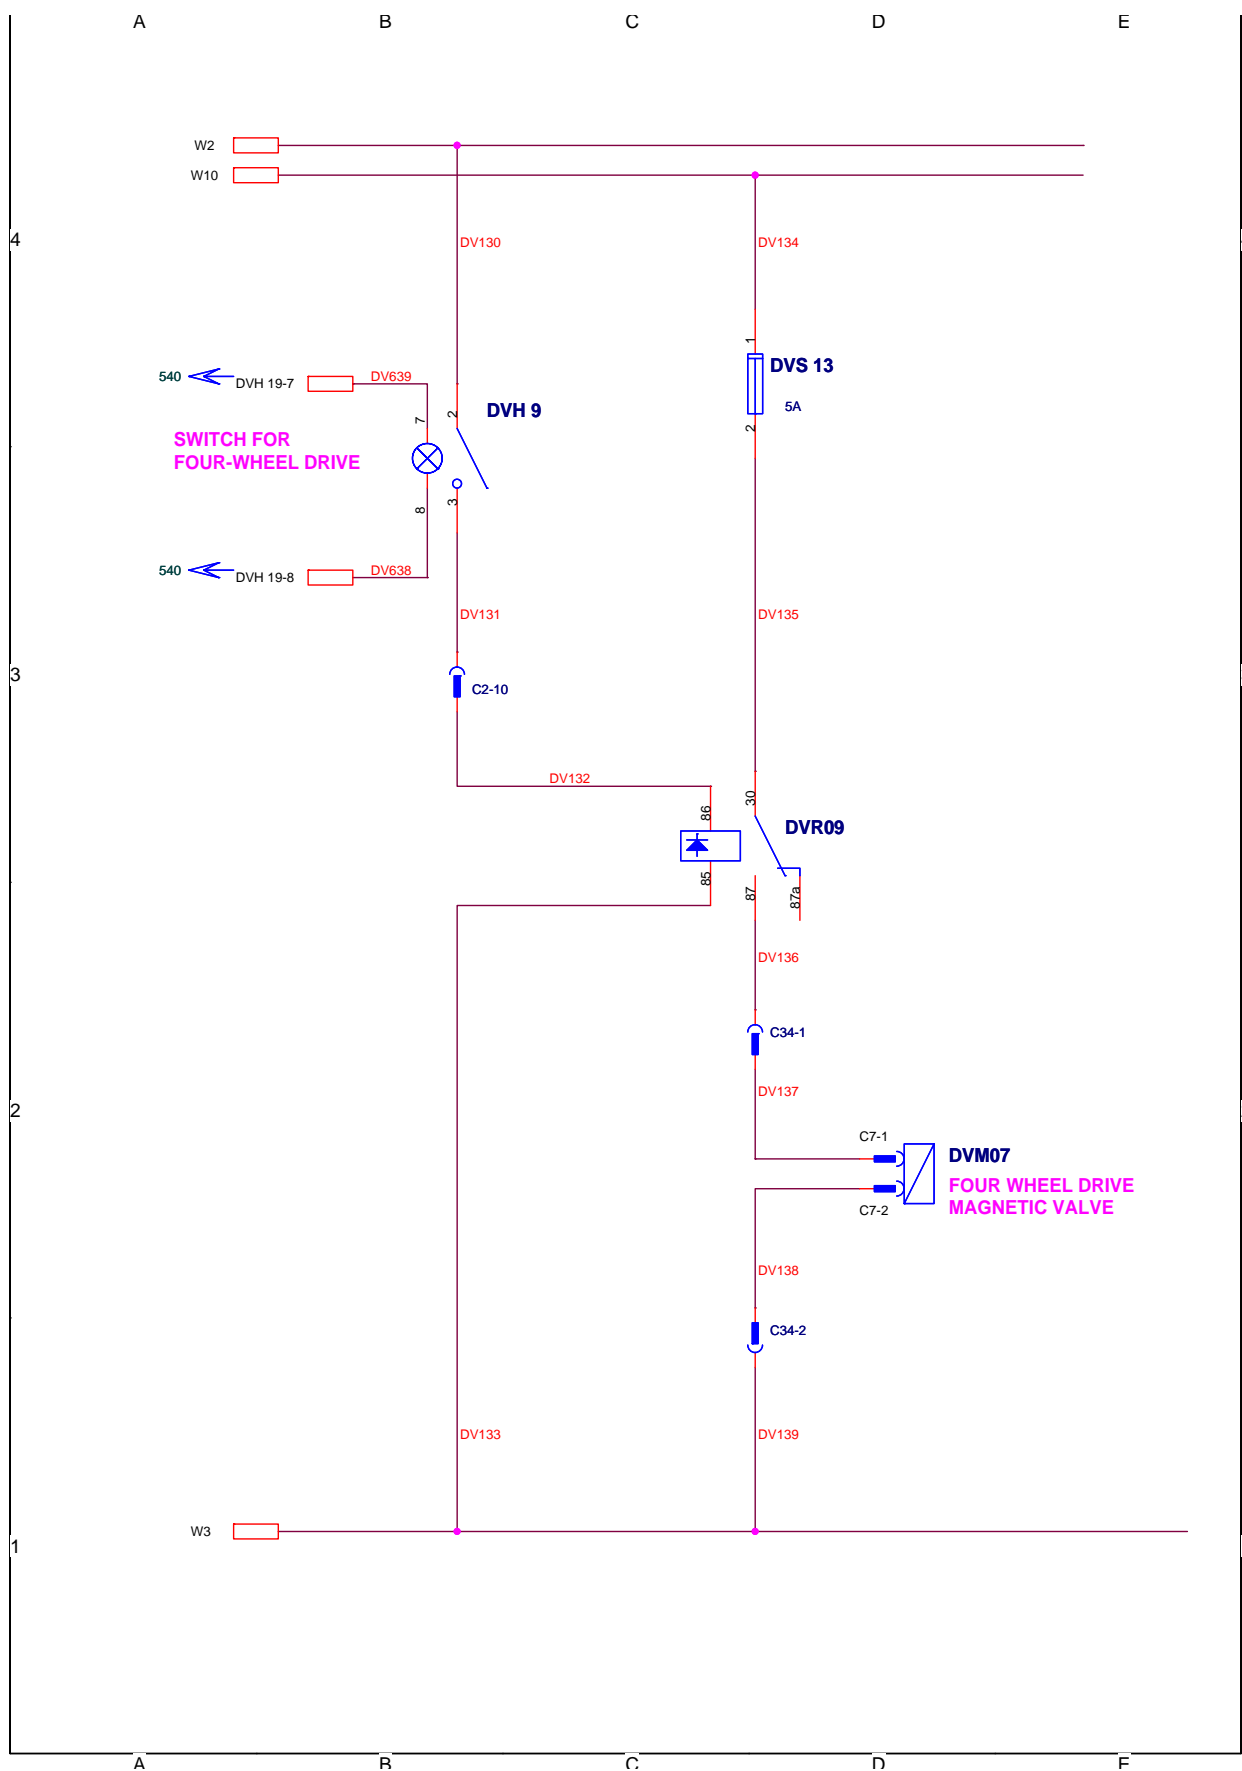 A B C D E
W2
W10
4
DV130
DV134
1
DVS 13
5A
2
540
DVH 19-7
DV639
7
2
DVH 9
SWITCH FOR
FOUR-WHEEL DRIVE
8
3
540
DVH 19-8
DV638
DV131
DV135
3
C2-10
DV132
86
30
DVR09
85
87
87a
DV136
C34-1
DV137
2
C7-1
DVM07
FOUR WHEEL DRIVE
MAGNETIC VALVE
C7-2
DV138
C34-2
DV133
DV139
W3
1
A B C D E